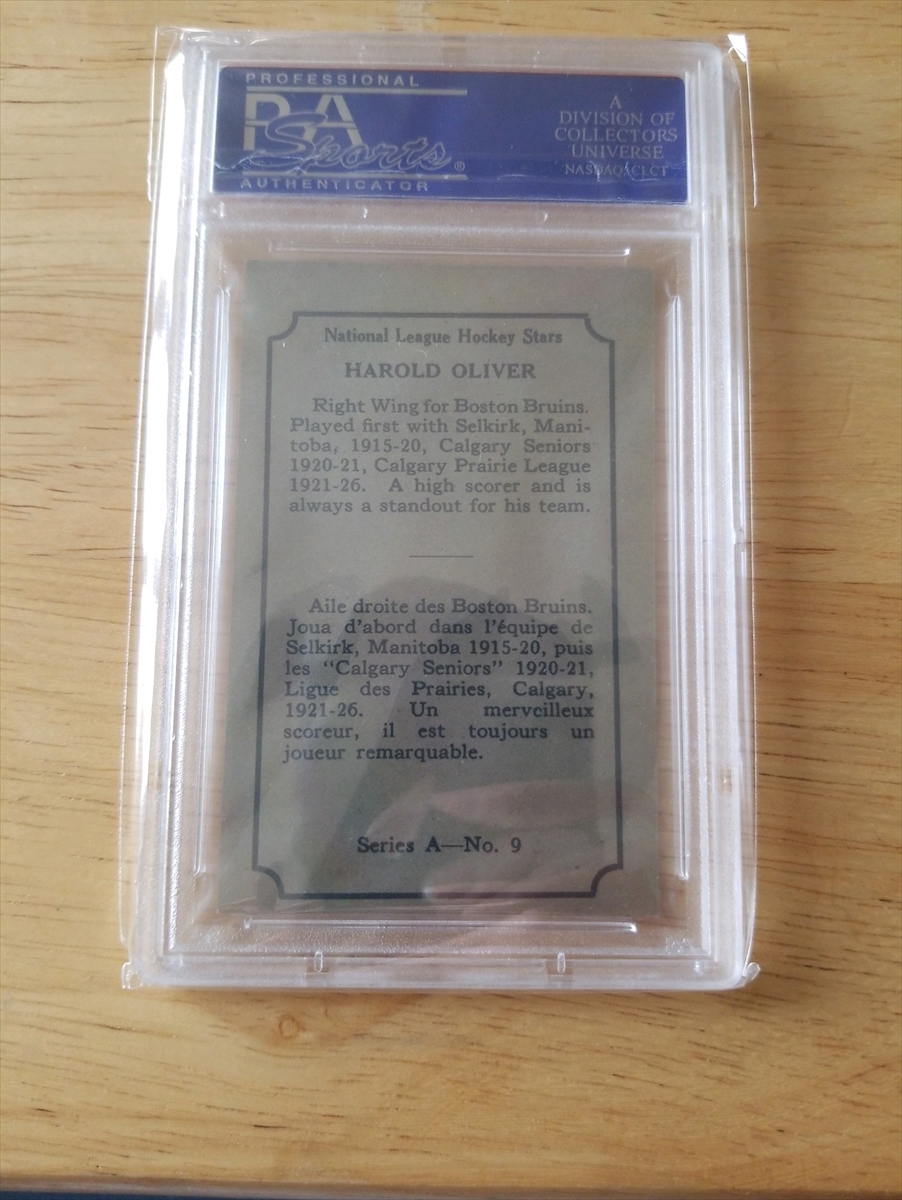 PROFESSIONAL
PSA
Sports®
AUTHENTICATOR
A
DIVISION OF
COLLECTORS
UNIVERSE
NASDAQ: CLCT
National League Hockey Stars
HAROLD OLIVER
Right Wing for Boston Bruins.
Played first with Selkirk, Mani-
toba, 1915-20, Calgary Seniors
1920-21, Calgary Prairie League
1921-26. A high scorer and is
always a standout for his team.
Aile droite des Boston Bruins.
Joua d'abord dans l'équipe de
Selkirk, Manitoba 1915-20, puis
les "Calgary Seniors" 1920-21,
Ligue des Prairies, Calgary,
1921-26. Un merveilleux
scoreur, il est toujours un
joueur remarquable.
Series A—No. 9